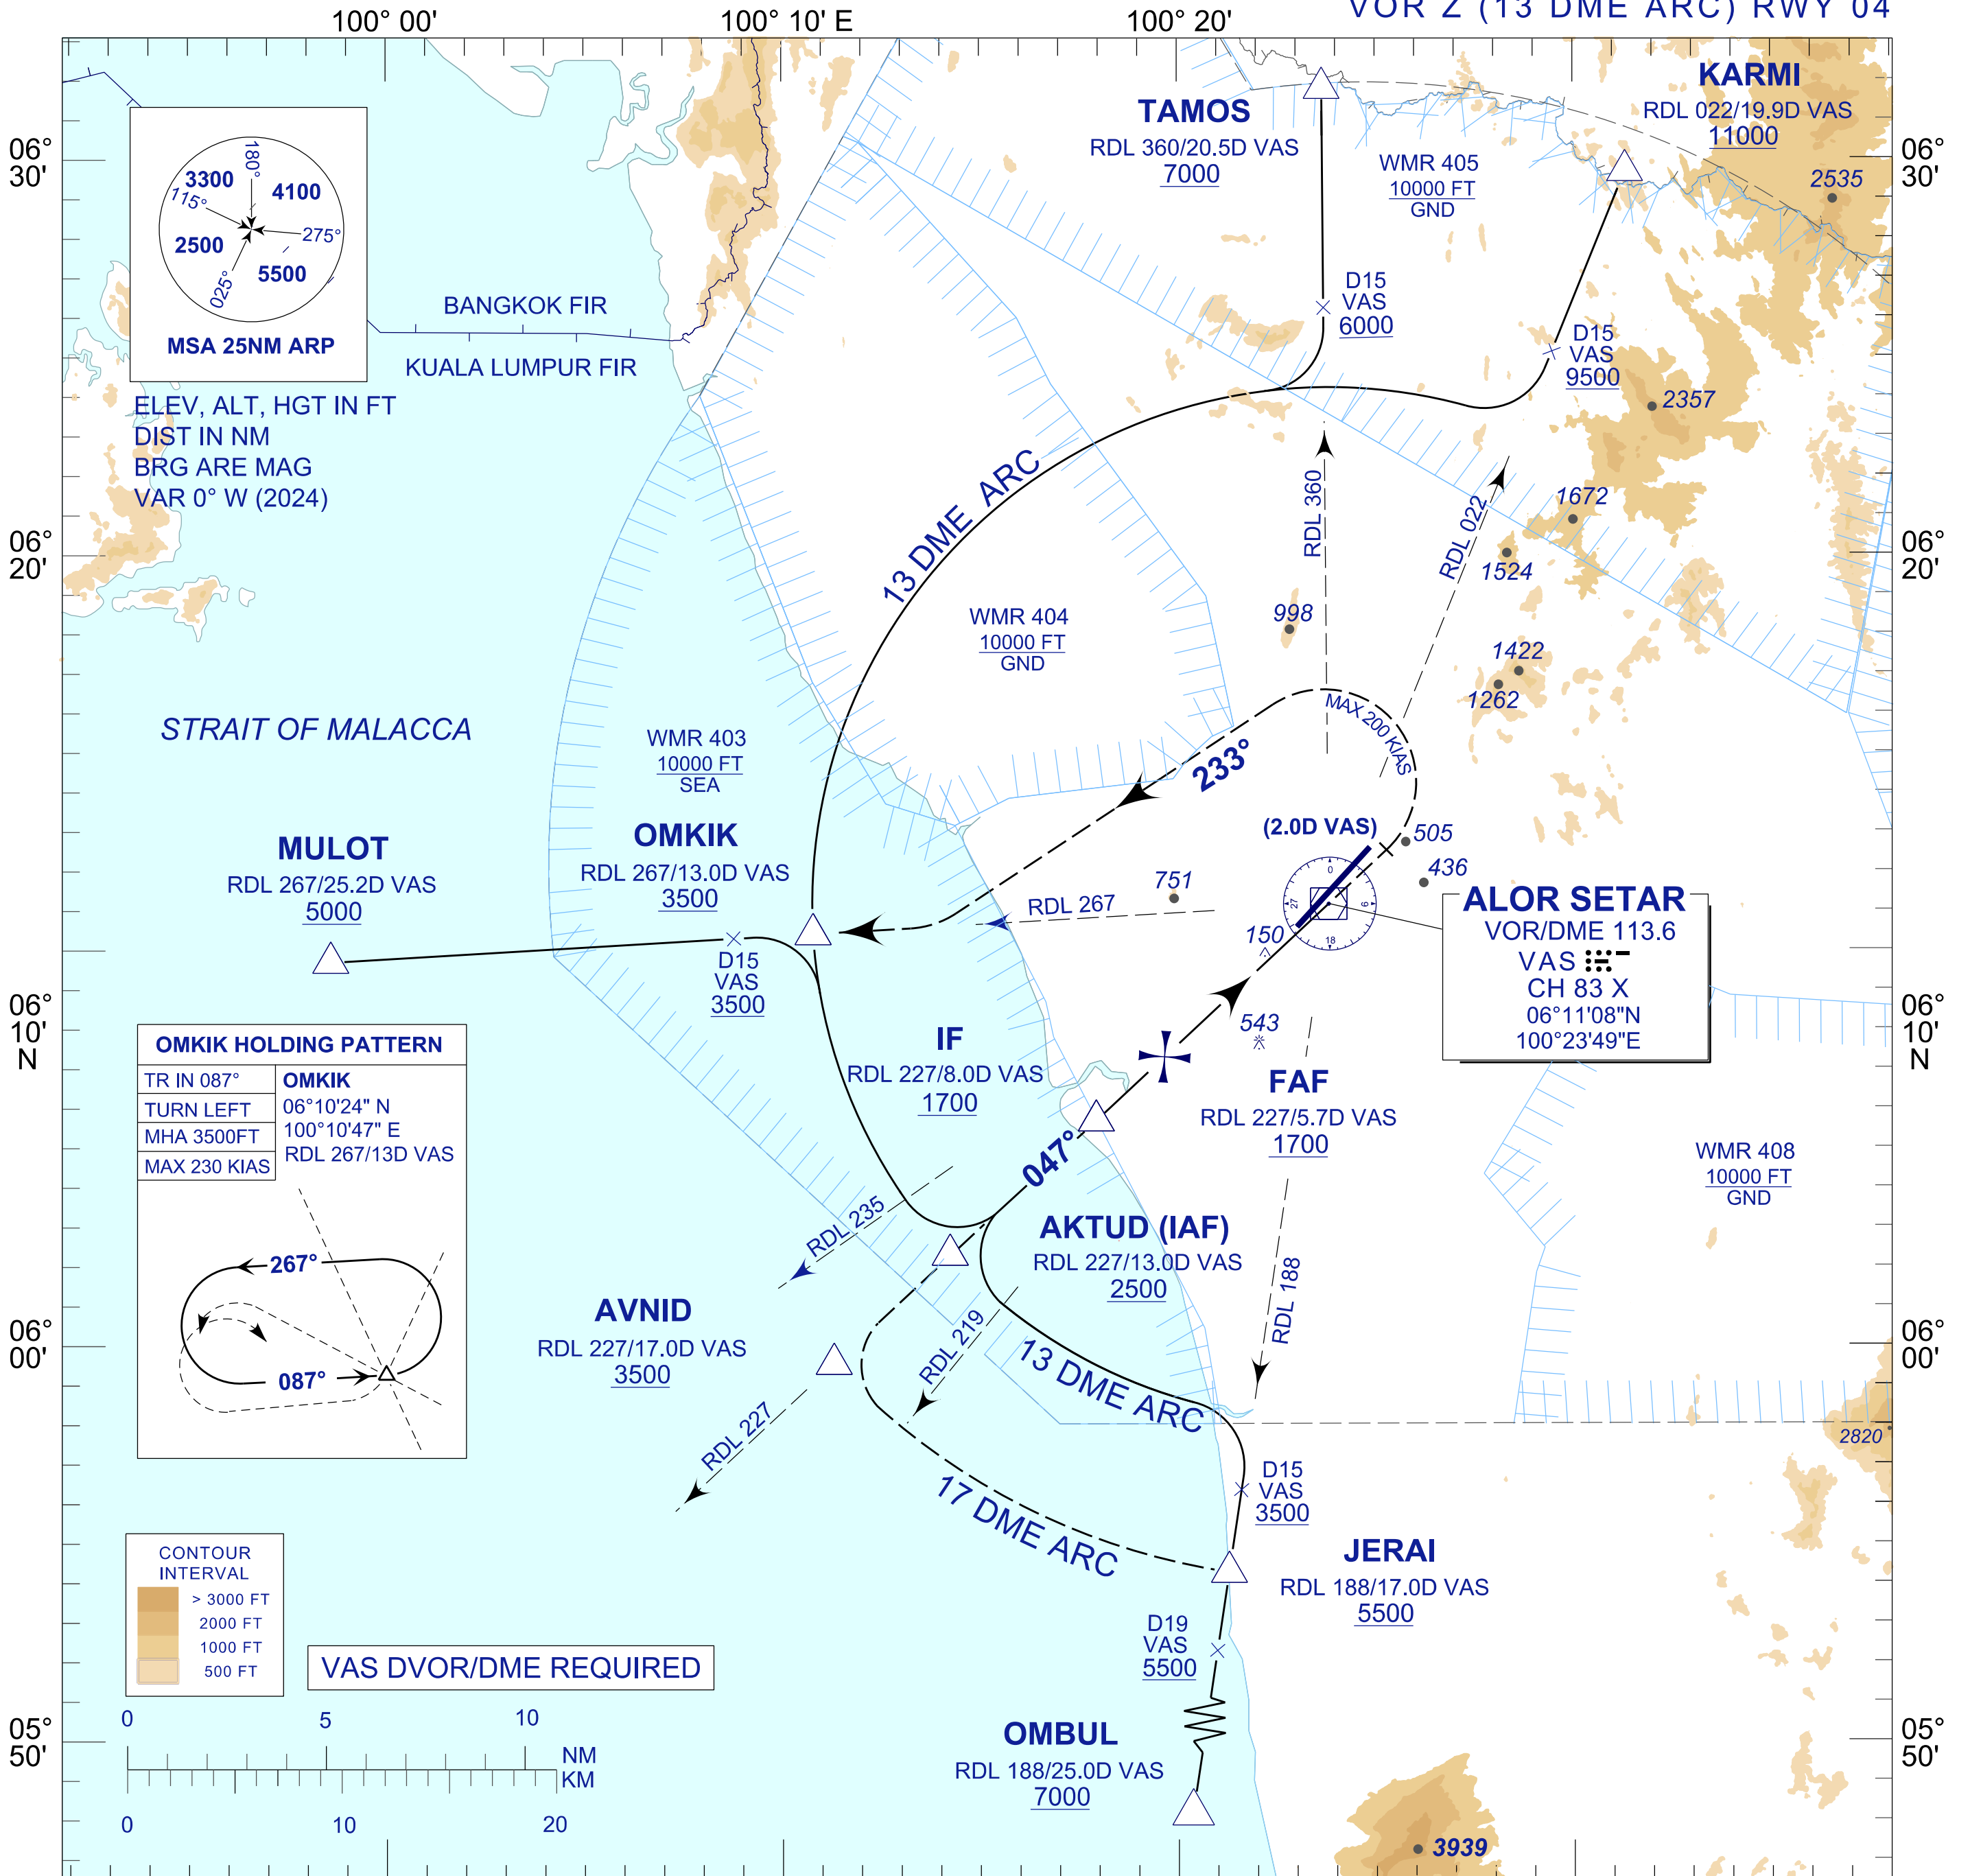 VOR Z (13 DME ARC) RWY 04
100° 00'
100° 10' E
100° 20'
06°
30'
06°
20'
06°
10'
N
06°
00'
05°
50'
06°
30'
06°
20'
06°
10'
N
06°
00'
05°
50'
180°
3300
4100
115°
275°
2500
5500
025°
MSA 25NM ARP
ELEV, ALT, HGT IN FT
DIST IN NM
BRG ARE MAG
VAR 0° W (2024)
BANGKOK FIR
KUALA LUMPUR FIR
TAMOS
RDL 360/20.5D VAS
7000
KARMI
RDL 022/19.9D VAS
11000
WMR 405
10000 FT
GND
2535
D15
VAS
6000
D15
VAS
9500
2357
13 DME ARC
RDL 360
RDL 022
1672
1524
998
1422
1262
WMR 404
10000 FT
GND
STRAIT OF MALACCA
WMR 403
10000 FT
SEA
MAX 200 KIAS
233°
MULOT
RDL 267/25.2D VAS
5000
OMKIK
RDL 267/13.0D VAS
3500
(2.0D VAS)
505
436
751
RDL 267
0
9
18
27
150
D15
VAS
3500
ALOR SETAR
VOR/DME 113.6
VAS
CH 83 X
06°11'08"N
100°23'49"E
543
IF
RDL 227/8.0D VAS
1700
FAF
RDL 227/5.7D VAS
1700
047°
OMKIK HOLDING PATTERN
TR IN 087°
TURN LEFT
MHA 3500FT
MAX 230 KIAS
OMKIK
06°10'24" N
100°10'47" E
RDL 267/13D VAS
267°
087°
WMR 408
10000 FT
GND
RDL 235
AKTUD (IAF)
RDL 227/13.0D VAS
2500
RDL 188
AVNID
RDL 227/17.0D VAS
3500
RDL 219
13 DME ARC
RDL 227
17 DME ARC
2820
D15
VAS
3500
JERAI
RDL 188/17.0D VAS
5500
D19
VAS
5500
OMBUL
RDL 188/25.0D VAS
7000
CONTOUR
INTERVAL
> 3000 FT
2000 FT
1000 FT
500 FT
VAS DVOR/DME REQUIRED
0
5
10
NM
KM
0
10
20
3939